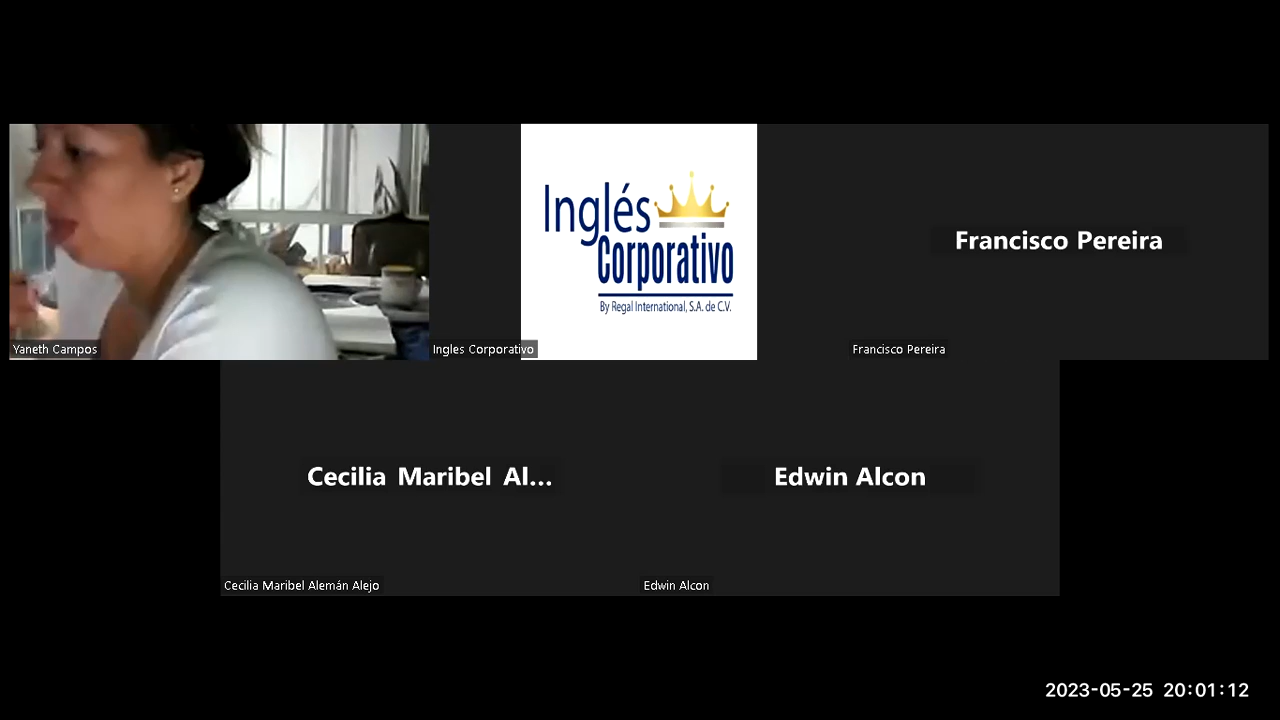 Inglés
Corporativo
By Regal International, S.A. de C.V.
Francisco Pereira
Yaneth Campos
Ingles Corporativo
Francisco Pereira
Cecilia Maribel Al...
Edwin Alcon
Cecilia Maribel Alemán Alejo
Edwin Alcon
2023-05-25 20:01:12